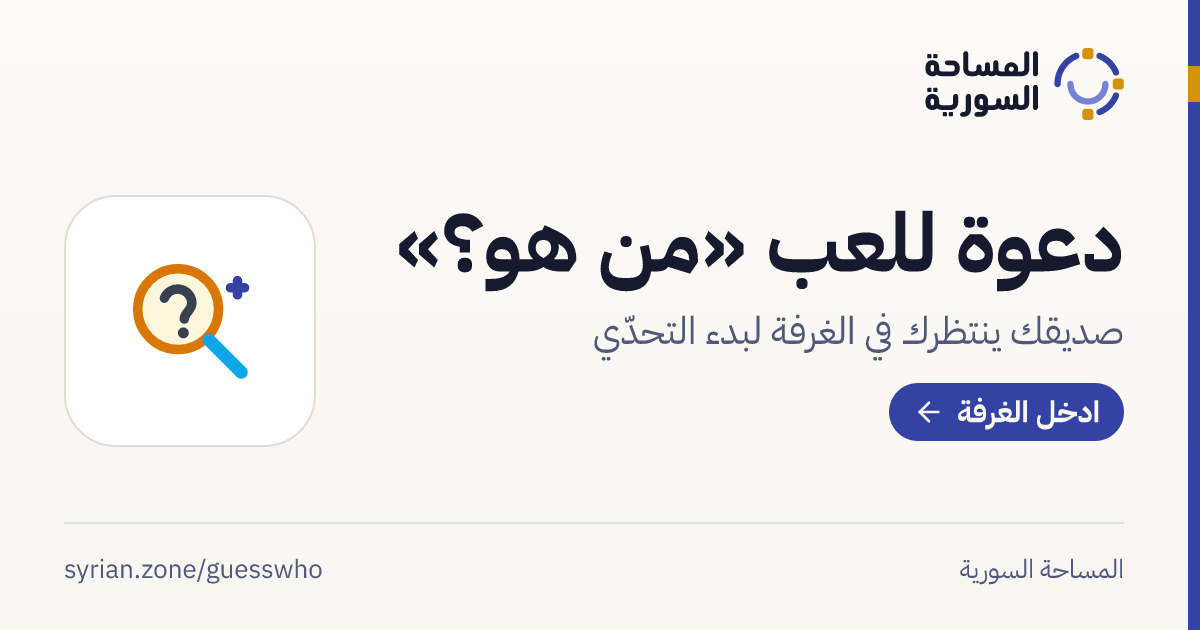 المساحة
السورية
دعوة للعب «من هو؟»
صديقك ينتظرك في الغرفة لبدء التحدّي
ادخل الغرفة ←
المساحة السورية
syrian.zone/guesswho